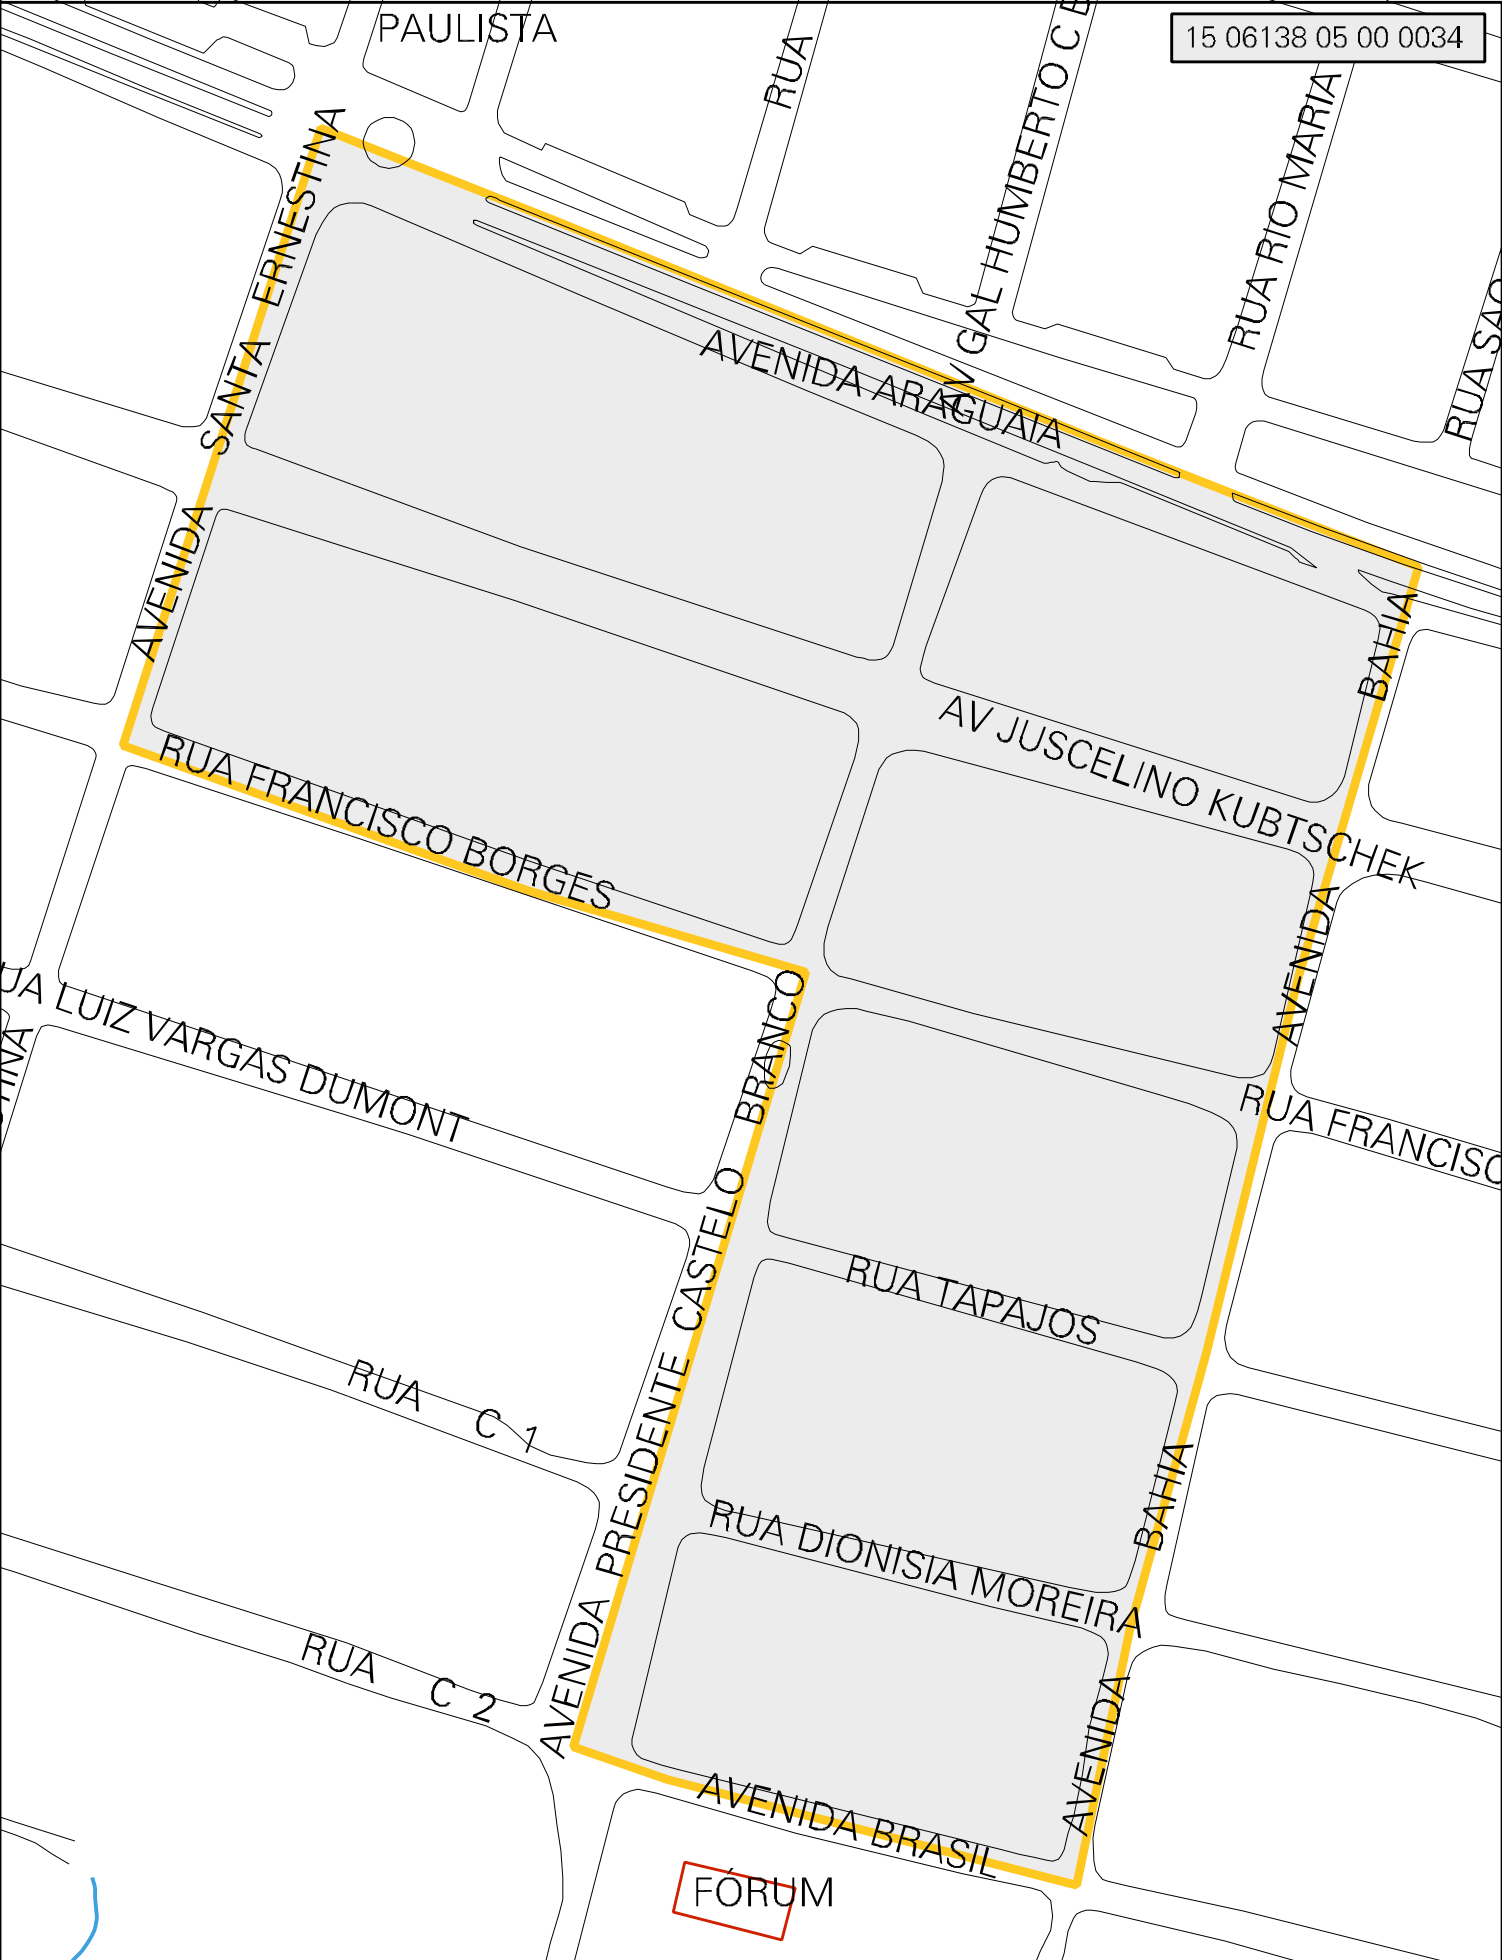 PAULISTA
15 06138 05 00 0034
RUA
GAL HUMBERTO C
AV
RUA RIO MARIA
RUA SAO
AVENIDA SANTA ERNESTINA
AVENIDA ARAGUAIA
AVENIDA BAHIA
AV JUSCELINO KUBTSCHEK
RUA FRANCISCO BORGES
UA LUIZ VARGAS DUMONT
TINA
AVENIDA PRESIDENTE CASTELO BRANCO
RUA FRANCISC
RUA TAPAJOS
RUA C 1
RUA DIONISIA MOREIRA
AVENIDA BAHIA
RUA C 2
AVENIDA BRASIL
FÓRUM